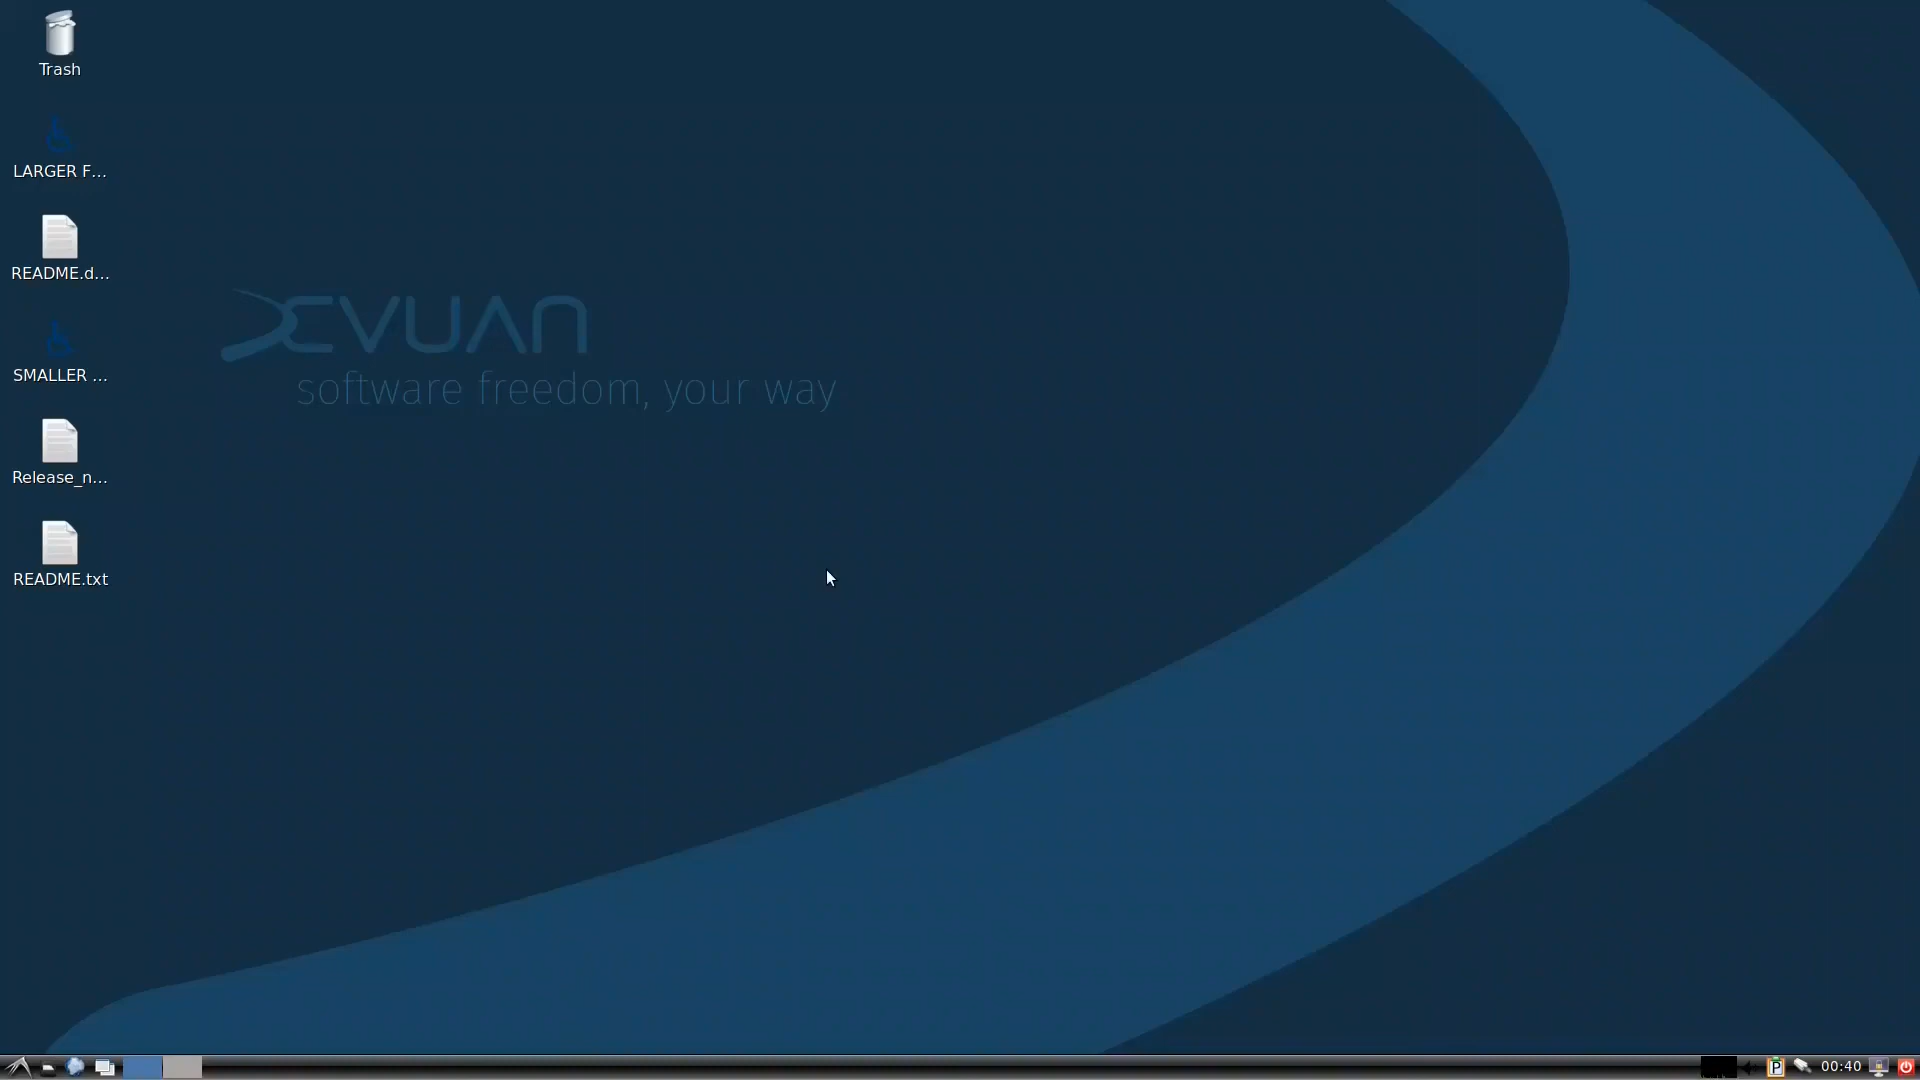 Trash
LARGER F...
README.d...
SMALLER ...
Release_n...
README.txt
DEVUAN
software freedom, your way
P
00:40